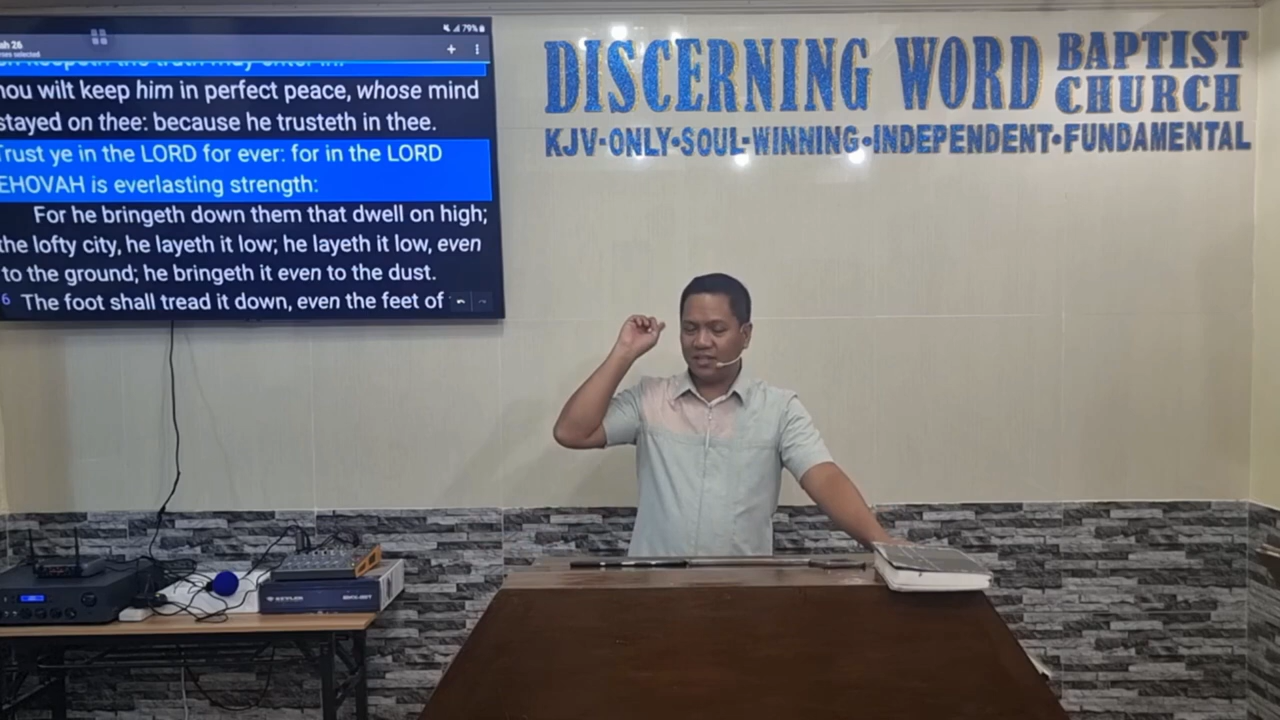 79%
ah 26
hou wilt keep him in perfect peace, whose mind
stayed on thee: because he trusteth in thee.
Trust ye in the LORD for ever: for in the LORD
EHOVAH is everlasting strength:
For he bringeth down them that dwell on high;
the lofty city, he layeth it low; he layeth it low, even
to the ground; he bringeth it even to the dust.
6 The foot shall tread it down, even the feet of
DISCERNING WORD BAPTIST CHURCH
KJV-ONLY•SOUL-WINNING•INDEPENDENT•FUNDAMENTAL